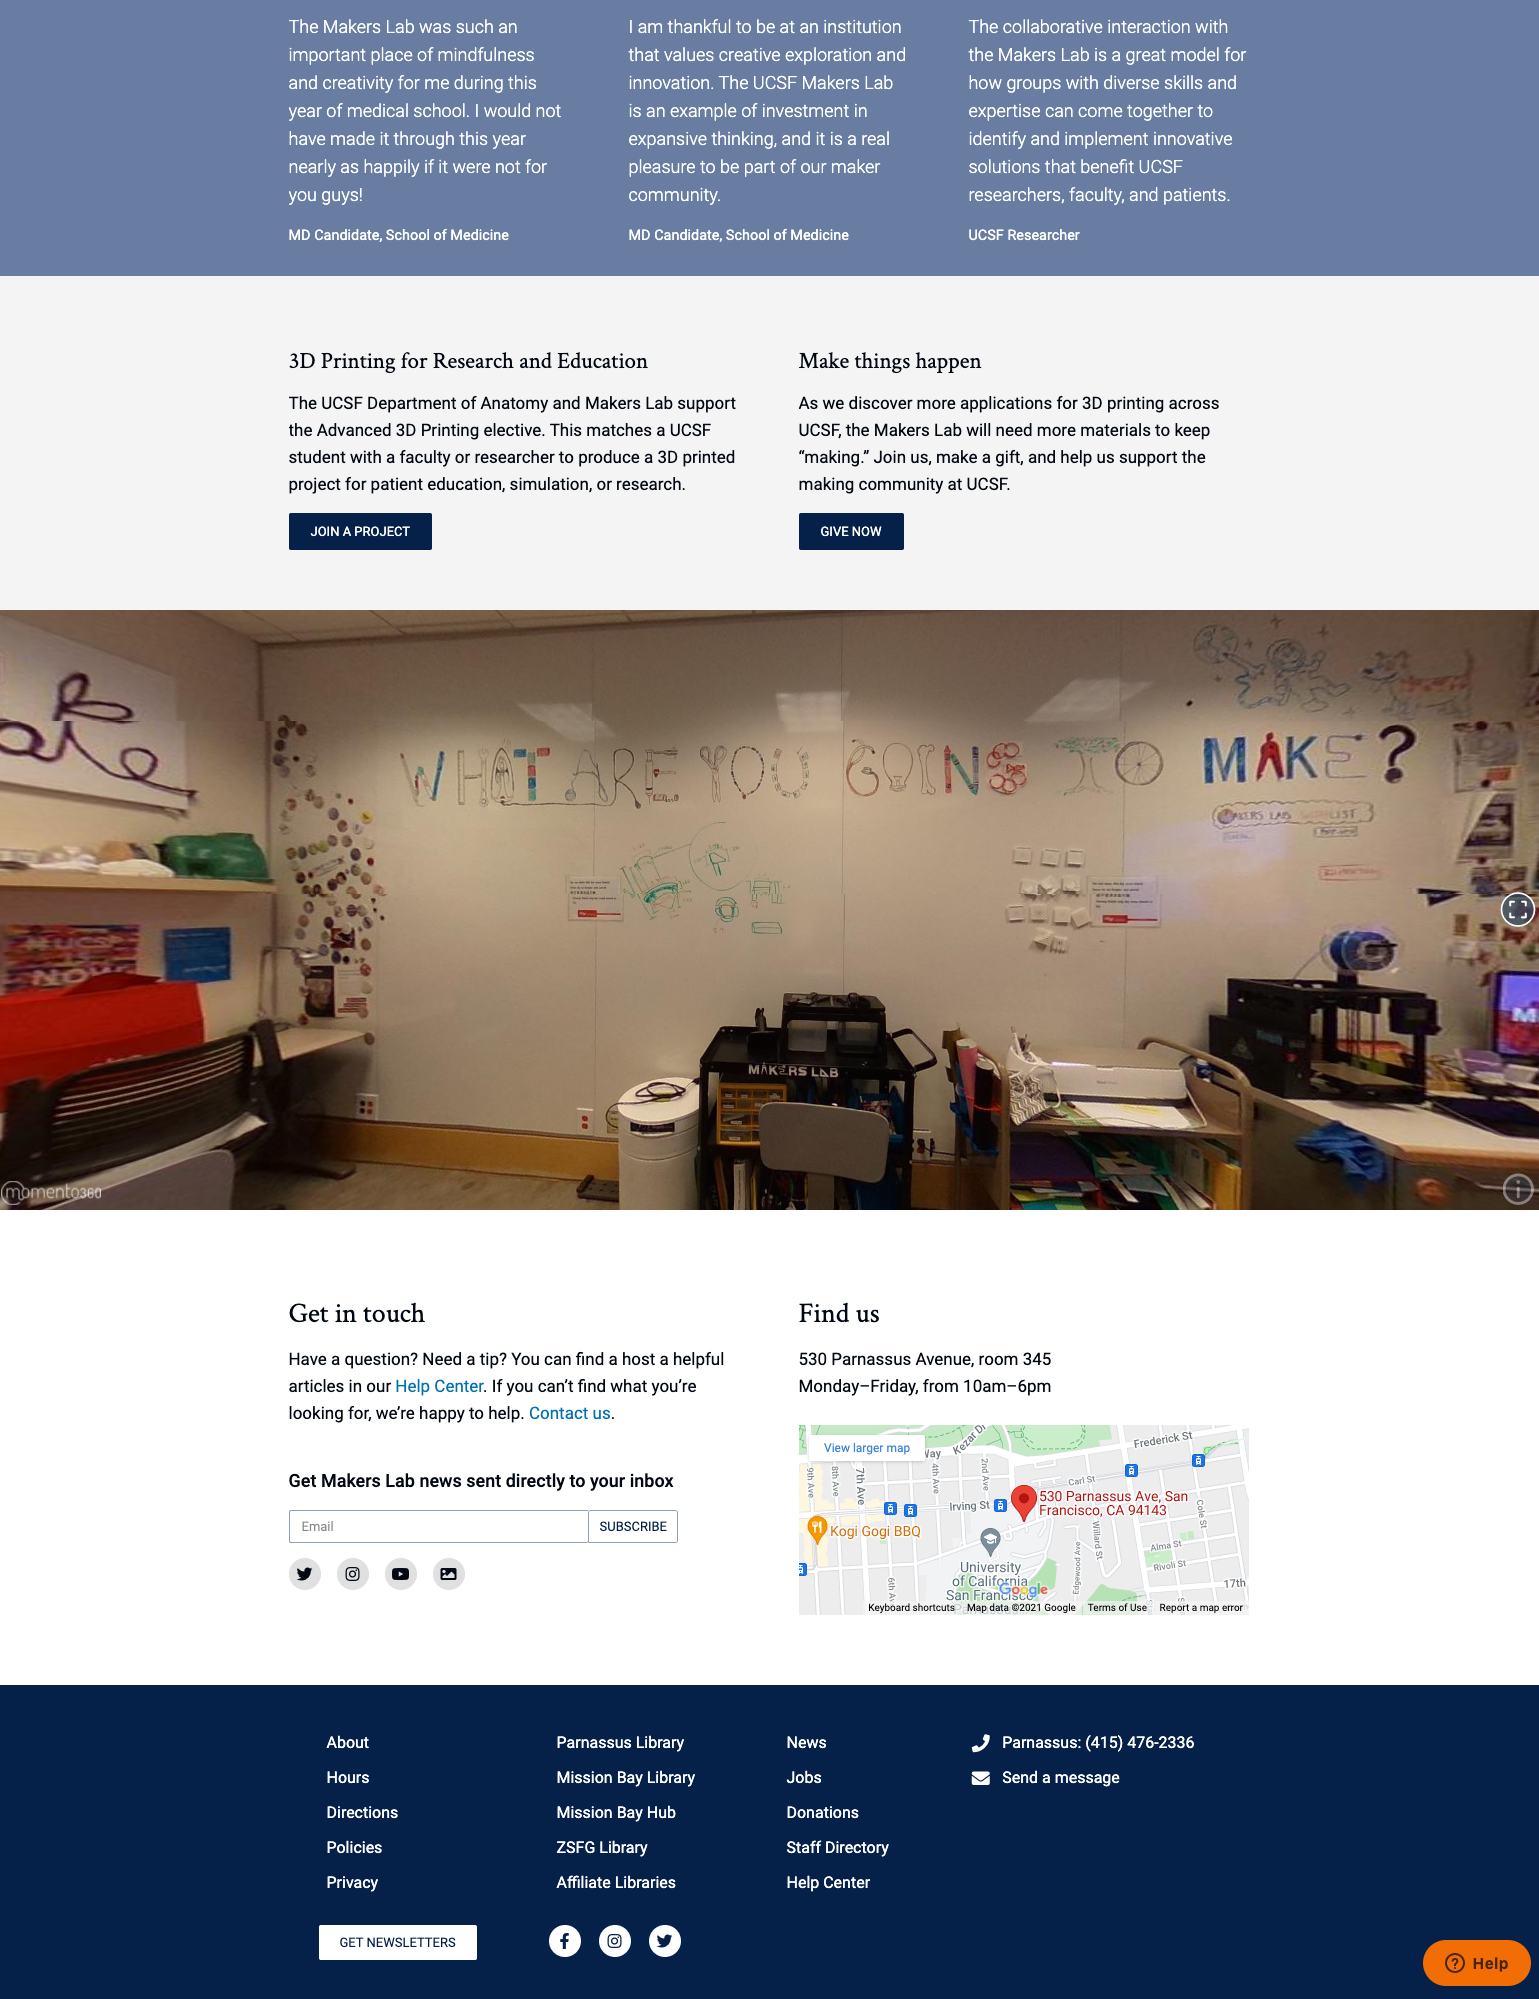 The Makers Lab was such an
important place of mindfulness
and creativity for me during this
year of medical school. I would not
have made it through this year
nearly as happily if it were not for
you guys!
MD Candidate, School of Medicine
I am thankful to be at an institution
that values creative exploration and
innovation. The UCSF Makers Lab
is an example of investment in
expansive thinking, and it is a real
pleasure to be part of our maker
community.
MD Candidate, School of Medicine
The collaborative interaction with
the Makers Lab is a great model for
how groups with diverse skills and
expertise can come together to
identify and implement innovative
solutions that benefit UCSF
researchers, faculty, and patients.
UCSF Researcher
3D Printing for Research and Education
The UCSF Department of Anatomy and Makers Lab support
the Advanced 3D Printing elective. This matches a UCSF
student with a faculty or researcher to produce a 3D printed
project for patient education, simulation, or research.
JOIN A PROJECT
Make things happen
As we discover more applications for 3D printing across
UCSF, the Makers Lab will need more materials to keep
“making.” Join us, make a gift, and help us support the
making community at UCSF.
GIVE NOW
WHAT ARE YOU GOING TO MAKE?
MAKERS LAB
UCSF
NOW
MAKERS LAB
momento360
Get in touch
Have a question? Need a tip? You can find a host a helpful
articles in our Help Center. If you can’t find what you’re
looking for, we’re happy to help. Contact us.
Get Makers Lab news sent directly to your inbox
Email
SUBSCRIBE
Find us
530 Parnassus Avenue, room 345
Monday–Friday, from 10am–6pm
View larger map
Way
Kezar Dr
Frederick St
9th Ave
8th Ave
7th Ave
4th Ave
2nd Ave
Carl St
Irving St
530 Parnassus Ave, San
Francisco, CA 94143
Cole St
Kogi Gogi BBQ
Willard St
Alma St
Rivoli St
Edgewood Ave
University
of California
San Francisco
6th Av
17th
Google
Keyboard shortcuts
Map data ©2021 Google
Terms of Use
Report a map error
About
Hours
Directions
Policies
Privacy
GET NEWSLETTERS
Parnassus Library
Mission Bay Library
Mission Bay Hub
ZSFG Library
Affiliate Libraries
News
Jobs
Donations
Staff Directory
Help Center
Parnassus: (415) 476-2336
Send a message
Help